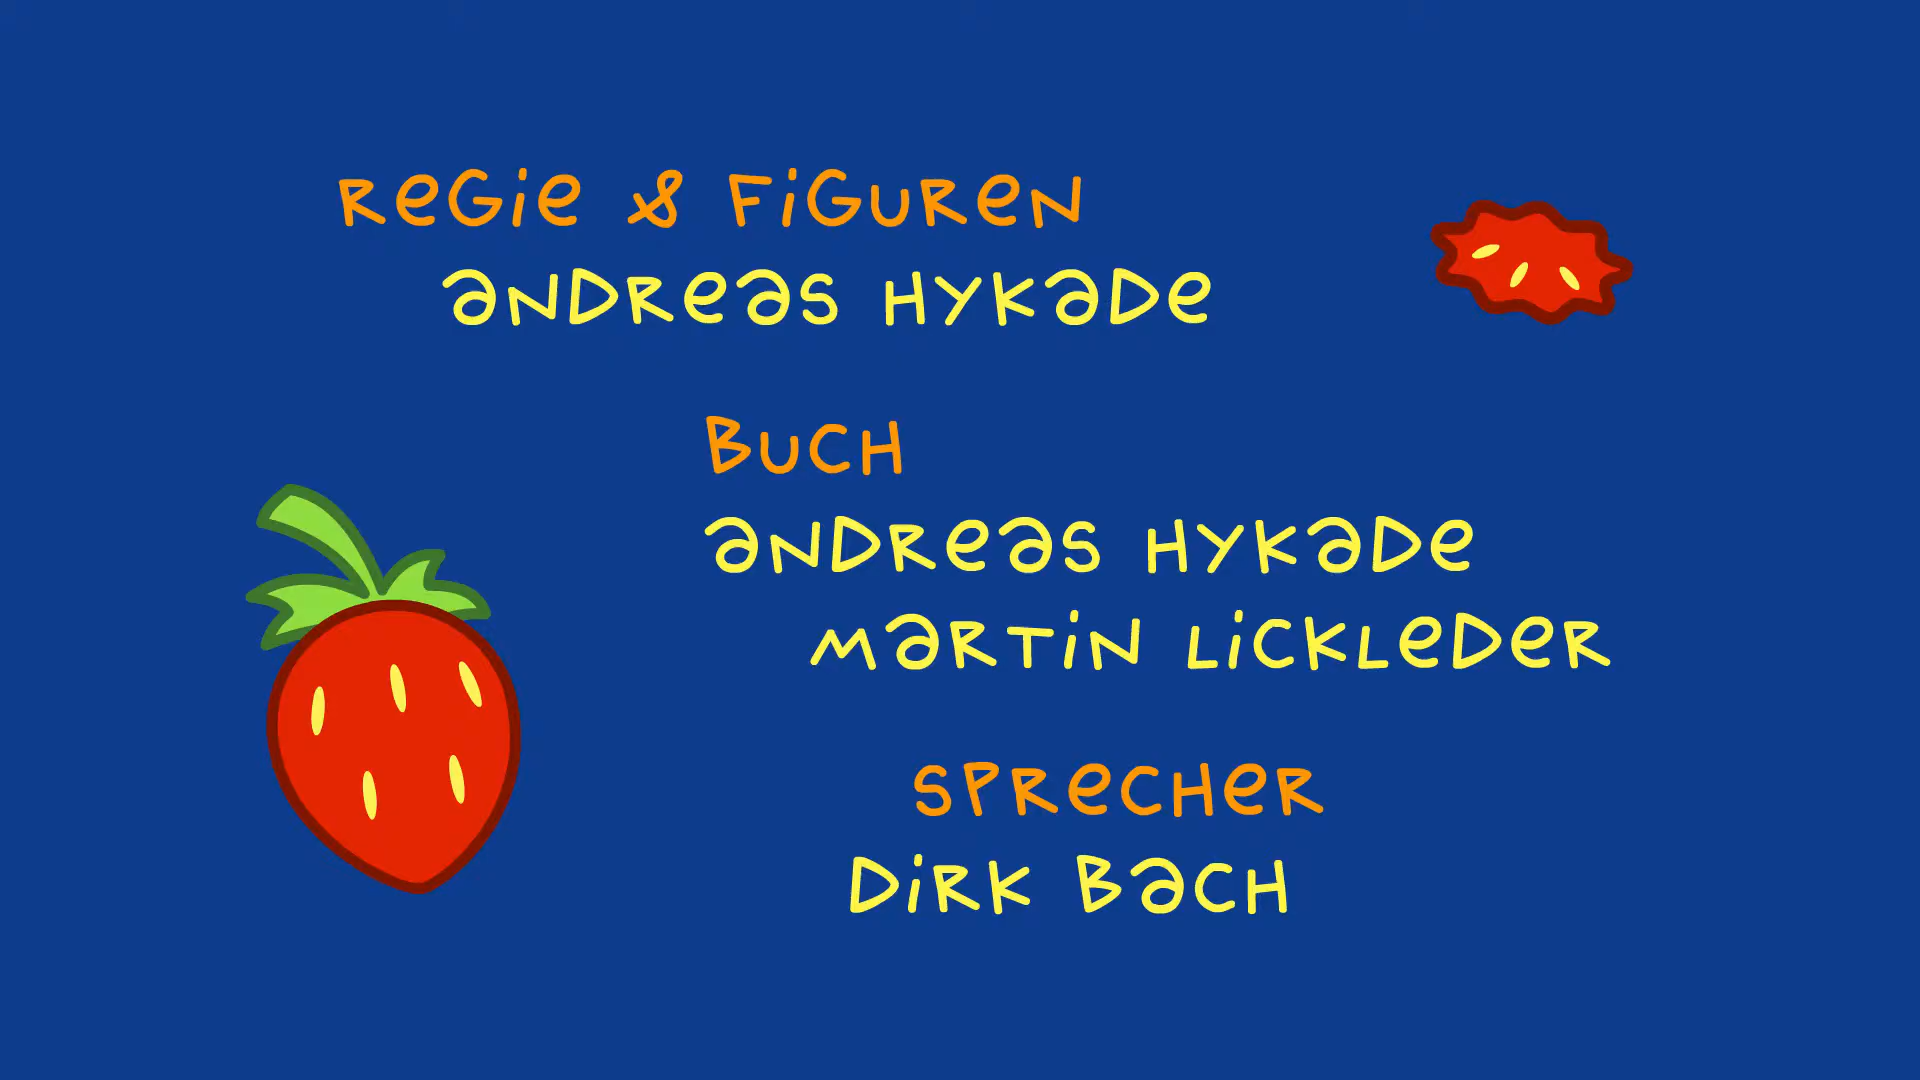 Regie & Figuren
Andreas Hykade
Buch
Andreas Hykade
Martin Lickleder
Sprecher
Dirk Bach